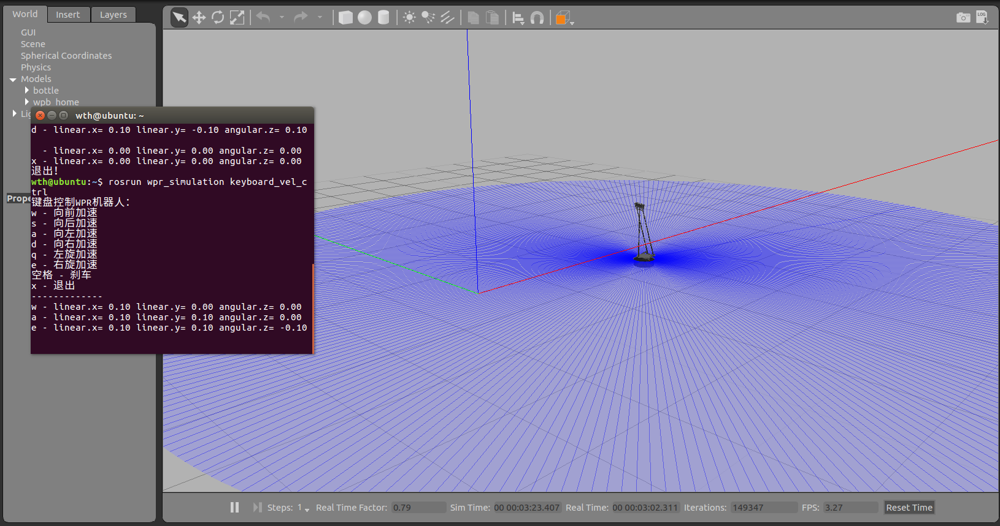 World Insert Layers
GUI
Scene
Spherical Coordinates
Physics
Models
bottle
wpb_home
Lig
Prope
LOG
wth@ubuntu: ~
d - linear.x= 0.10 linear.y= -0.10 angular.z= 0.10
- linear.x= 0.00 linear.y= 0.00 angular.z= 0.00
x - linear.x= 0.00 linear.y= 0.00 angular.z= 0.00
退出!
wth@ubuntu:~$ rosrun wpr_simulation keyboard_vel_c
trl
键盘控制WPR机器人:
w - 向前加速
s - 向后加速
a - 向左加速
d - 向右加速
q - 左旋加速
e - 右旋加速
空格 - 刹车
x - 退出
-------------
w - linear.x= 0.10 linear.y= 0.00 angular.z= 0.00
a - linear.x= 0.10 linear.y= 0.10 angular.z= 0.00
e - linear.x= 0.10 linear.y= 0.10 angular.z= -0.10
Steps: 1 Real Time Factor: 0.79 Sim Time: 00 00:03:23.407 Real Time: 00 00:03:02.311 Iterations: 149347 FPS: 3.27 Reset Time